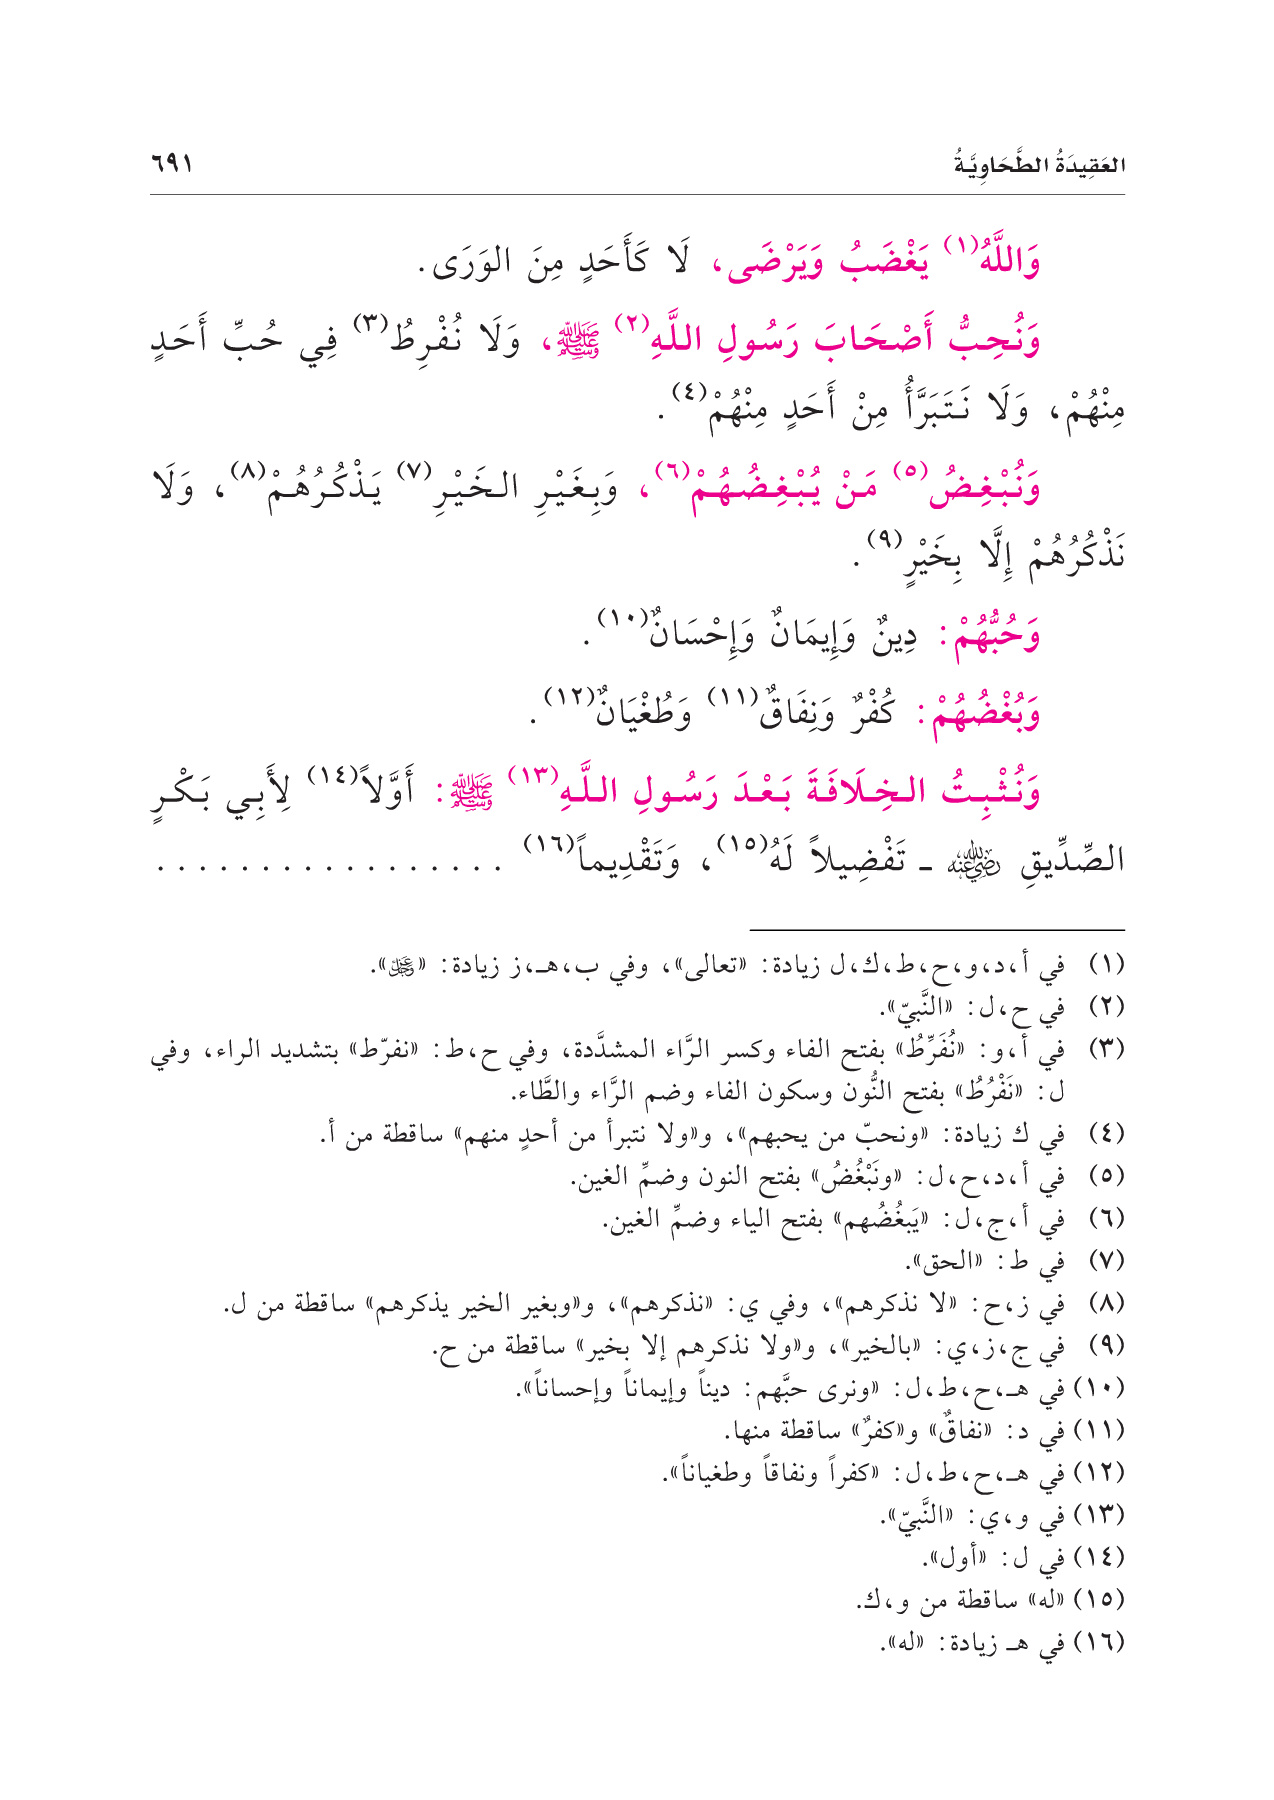 العَقِيدَةُ الطَّحَاوِيَّةُ ٦٩١
وَاللَّهُ(١) يَغْضَبُ وَيَرْضَى، لَا كَأَحَدٍ مِنَ الوَرَى.
وَنُحِبُّ أَصْحَابَ رَسُولِ اللَّهِ(٢) ﷺ، وَلَا نُفْرِطُ(٣) فِي حُبِّ أَحَدٍ
مِنْهُمْ، وَلَا نَتَبَرَّأُ مِنْ أَحَدٍ مِنْهُمْ(٤).
وَنُبْغِضُ(٥) مَنْ يُبْغِضُهُمْ(٦)، وَبِغَيْرِ الخَيْرِ(٧) يَذْكُرُهُمْ(٨)، وَلَا
نَذْكُرُهُمْ إِلَّا بِخَيْرٍ(٩).
وَحُبُّهُمْ: دِينٌ وَإِيمَانٌ وَإِحْسَانٌ(١٠).
وَبُغْضُهُمْ: كُفْرٌ وَنِفَاقٌ(١١) وَطُغْيَانٌ(١٢).
وَنُثْبِتُ الخِلَافَةَ بَعْدَ رَسُولِ اللَّهِ(١٣) ﷺ: أَوَّلاً(١٤) لِأَبِي بَكْرٍ
الصِّدِّيقِ رضي الله عنه ـ تَفْضِيلاً لَهُ(١٥)، وَتَقْدِيماً(١٦) . . . . . . . . . . . . . . . . .
(١) في أ،د،و،ح،ط،ك،ل زيادة: «تعالى»، وفي ب،هـ،ز زيادة: «عز وجل».
(٢) في ح،ل: «النَّبيّ».
(٣) في أ،و: «نُفَرِّطُ» بفتح الفاء وكسر الرَّاء المشدَّدة، وفي ح،ط: «نفرّط» بتشديد الراء، وفي
ل: «نَفْرُطُ» بفتح النُّون وسكون الفاء وضم الرَّاء والطَّاء.
(٤) في ك زيادة: «ونحبّ من يحبهم»، و«ولا نتبرأ من أحدٍ منهم» ساقطة من أ.
(٥) في أ،د،ح،ل: «ونَبْغُضُ» بفتح النون وضمِّ الغين.
(٦) في أ،ج،ل: «يَبغُضُهم» بفتح الياء وضمِّ الغين.
(٧) في ط: «الحق».
(٨) في ز،ح: «لا نذكرهم»، وفي ي: «نذكرهم»، و«وبغير الخير يذكرهم» ساقطة من ل.
(٩) في ج،ز،ي: «بالخير»، و«ولا نذكرهم إلا بخير» ساقطة من ح.
(١٠) في هـ،ح،ط،ل: «ونرى حبَّهم: ديناً وإيماناً وإحساناً».
(١١) في د: «نفاقٌ» و«كفرٌ» ساقطة منها.
(١٢) في هـ،ح،ط،ل: «كفراً ونفاقاً وطغياناً».
(١٣) في و،ي: «النَّبيّ».
(١٤) في ل: «أول».
(١٥) «له» ساقطة من و،ك.
(١٦) في هـ زيادة: «له».